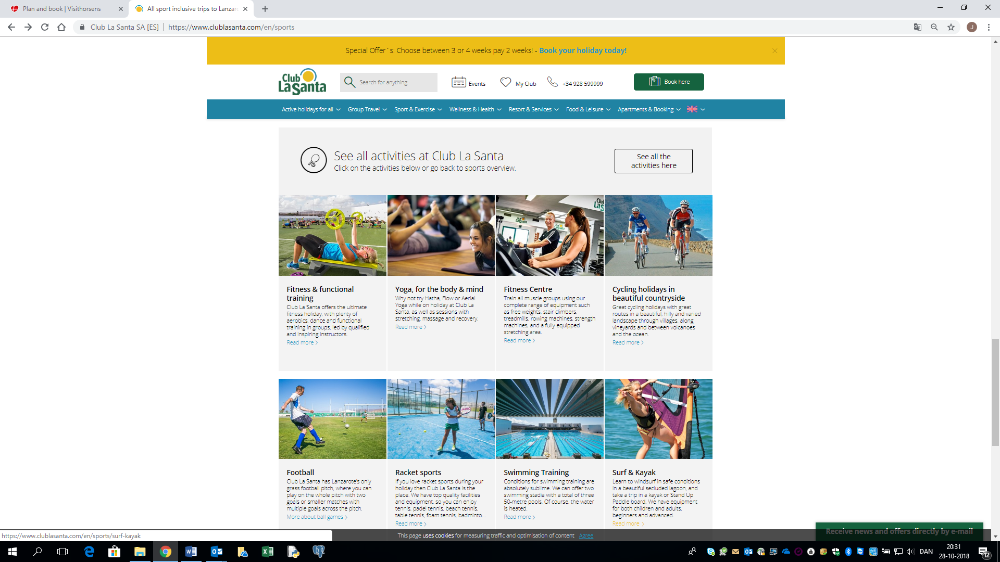 Plan and book | Visithorsens
All sport inclusive trips to Lanzaro
Club La Santa SA [ES]
https://www.clublasanta.com/en/sports
J
Special Offer´s: Choose between 3 or 4 weeks pay 2 weeks! - Book your holiday today!
Club
LaSanta
Search for anything
Events
My Club
+34 928 599999
Book here
Active holidays for all
Group Travel
Sport & Exercise
Wellness & Health
Resort & Services
Food & Leisure
Apartments & Booking
See all activities at Club La Santa
Click on the activities below or go back to sports overview.
See all the
activities here
Fitness & functional
training
Club La Santa offers the ultimate
fitness holiday, with plenty of
aerobics, dance and functional
training in groups, led by qualified
and inspiring instructors.
Read more
Yoga, for the body & mind
Why not try Hatha, Flow or Aerial
Yoga while on holiday at Club La
Santa, as well as sessions with
stretching, massage and recovery.
Read more
Fitness Centre
Train all muscle groups using our
complete range of equipment such
as free weights, stair climbers,
treadmills, rowing machines, strength
machines, and a fully equipped
stretching area.
Read more
Cycling holidays in
beautiful countryside
Great cycling holidays with great
routes in a beautiful, hilly and varied
landscape through villages, along
vineyards and between volcanoes
and the ocean.
Read more
Football
Club La Santa has Lanzarote's only
grass football pitch, where you can
play on the whole pitch with two
goals or smaller matches with
multiple goals across the pitch.
More about ball games
Racket sports
If you love racket sports during your
holiday then Club La Santa is the
place. We have top quality facilities
and equipment, so you can enjoy
tennis, padel tennis, beach tennis,
table tennis, foam tennis, badminto...
Read more
Swimming Training
Conditions for swimming training are
absolutely sublime. We can offer two
swimming stadia with a total of three
50-metre pools. Of course, the water
is heated.
Read more
Surf & Kayak
Learn to windsurf in safe conditions
in a beautiful secluded lagoon, and
take a trip in a kayak or Stand Up
Paddle board. We have equipment
for both children and adults,
beginners and advanced.
Read more
Receive news and offers directly by e-mail
https://www.clublasanta.com/en/sports/surf-kayak
This page uses cookies for measuring traffic and optimisation of content Agree
DAN
20:31
28-10-2018
12